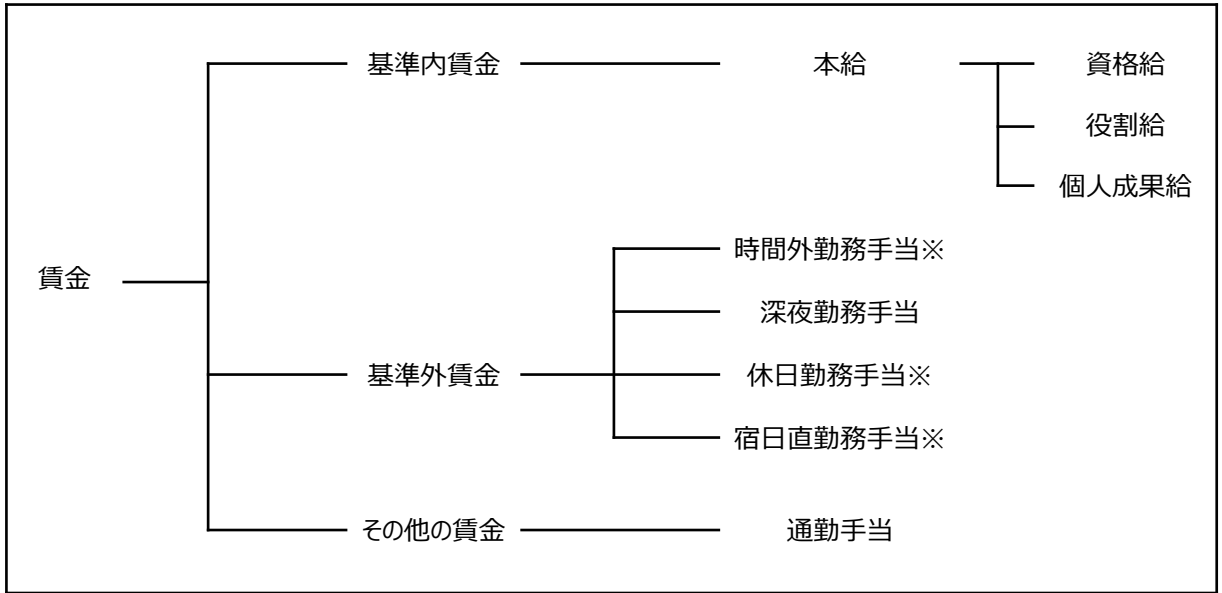 基準内賃金 本給 資格給
役割給
個人成果給
時間外勤務手当※
賃金
深夜勤務手当
基準外賃金 休日勤務手当※
宿日直勤務手当※
その他の賃金 通勤手当